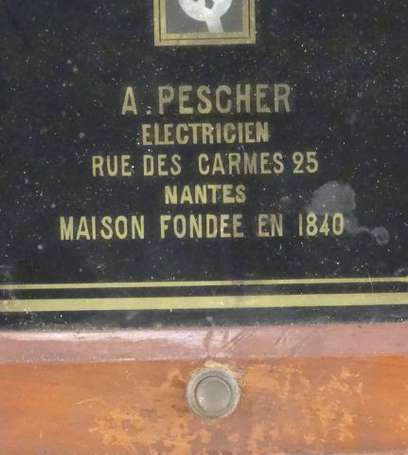 A. PESCHER
ELECTRICIEN
RUE DES CARMES 25
NANTES
MAISON FONDEE EN 1840